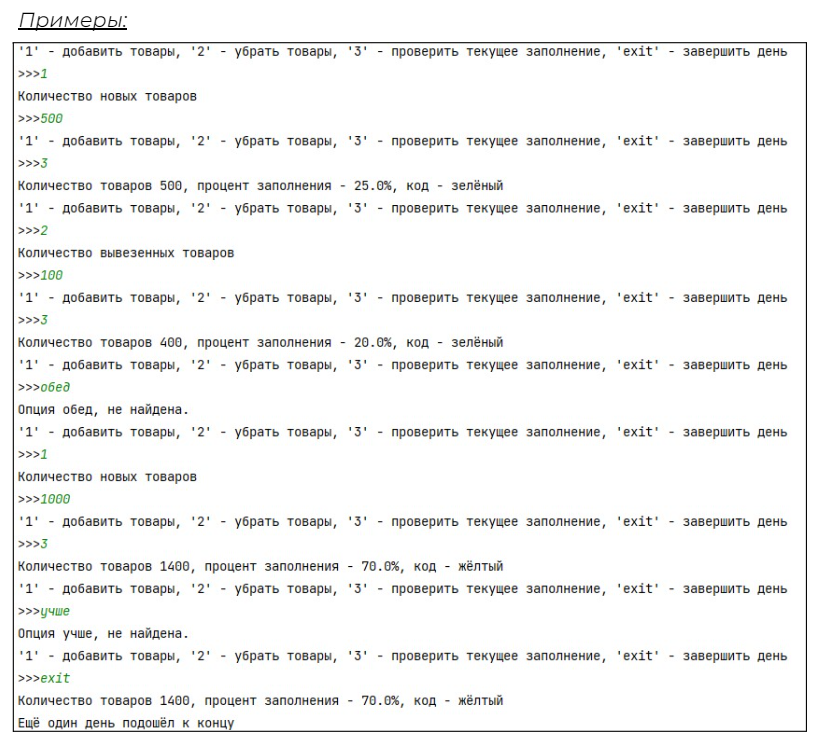 Примеры:
'1' - добавить товары, '2' - убрать товары, '3' - проверить текущее заполнение, 'exit' - завершить день
>>>1
Количество новых товаров
>>>500
'1' - добавить товары, '2' - убрать товары, '3' - проверить текущее заполнение, 'exit' - завершить день
>>>3
Количество товаров 500, процент заполнения - 25.0%, код - зелёный
'1' - добавить товары, '2' - убрать товары, '3' - проверить текущее заполнение, 'exit' - завершить день
>>>2
Количество вывезенных товаров
>>>100
'1' - добавить товары, '2' - убрать товары, '3' - проверить текущее заполнение, 'exit' - завершить день
>>>3
Количество товаров 400, процент заполнения - 20.0%, код - зелёный
'1' - добавить товары, '2' - убрать товары, '3' - проверить текущее заполнение, 'exit' - завершить день
>>>обед
Опция обед, не найдена.
'1' - добавить товары, '2' - убрать товары, '3' - проверить текущее заполнение, 'exit' - завершить день
>>>1
Количество новых товаров
>>>1000
'1' - добавить товары, '2' - убрать товары, '3' - проверить текущее заполнение, 'exit' - завершить день
>>>3
Количество товаров 1400, процент заполнения - 70.0%, код - жёлтый
'1' - добавить товары, '2' - убрать товары, '3' - проверить текущее заполнение, 'exit' - завершить день
>>>учше
Опция учше, не найдена.
'1' - добавить товары, '2' - убрать товары, '3' - проверить текущее заполнение, 'exit' - завершить день
>>>exit
Количество товаров 1400, процент заполнения - 70.0%, код - жёлтый
Ещё один день подошёл к концу